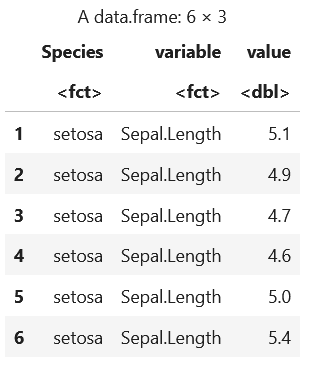 A data.frame: 6 × 3
Species variable value
<fct> <fct> <dbl>
1 setosa Sepal.Length 5.1
2 setosa Sepal.Length 4.9
3 setosa Sepal.Length 4.7
4 setosa Sepal.Length 4.6
5 setosa Sepal.Length 5.0
6 setosa Sepal.Length 5.4